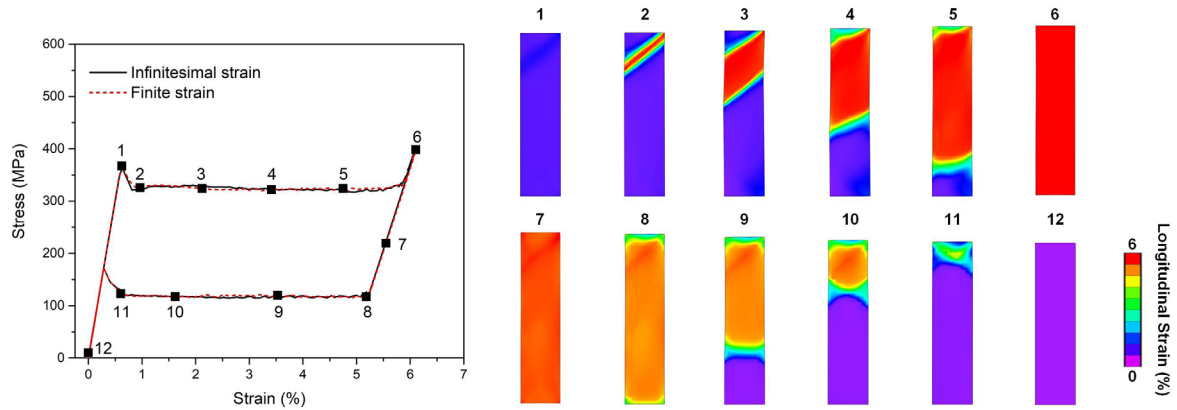 Infinitesimal strain
Finite strain
Stress (MPa)
600
500
400
300
200
100
0
0 1 2 3 4 5 6 7
Strain (%)
1
2
3
4
5
6
7
8
9
10
11
12
1 2 3 4 5 6
7 8 9 10 11 12
6
0
Longitudinal Strain (%)